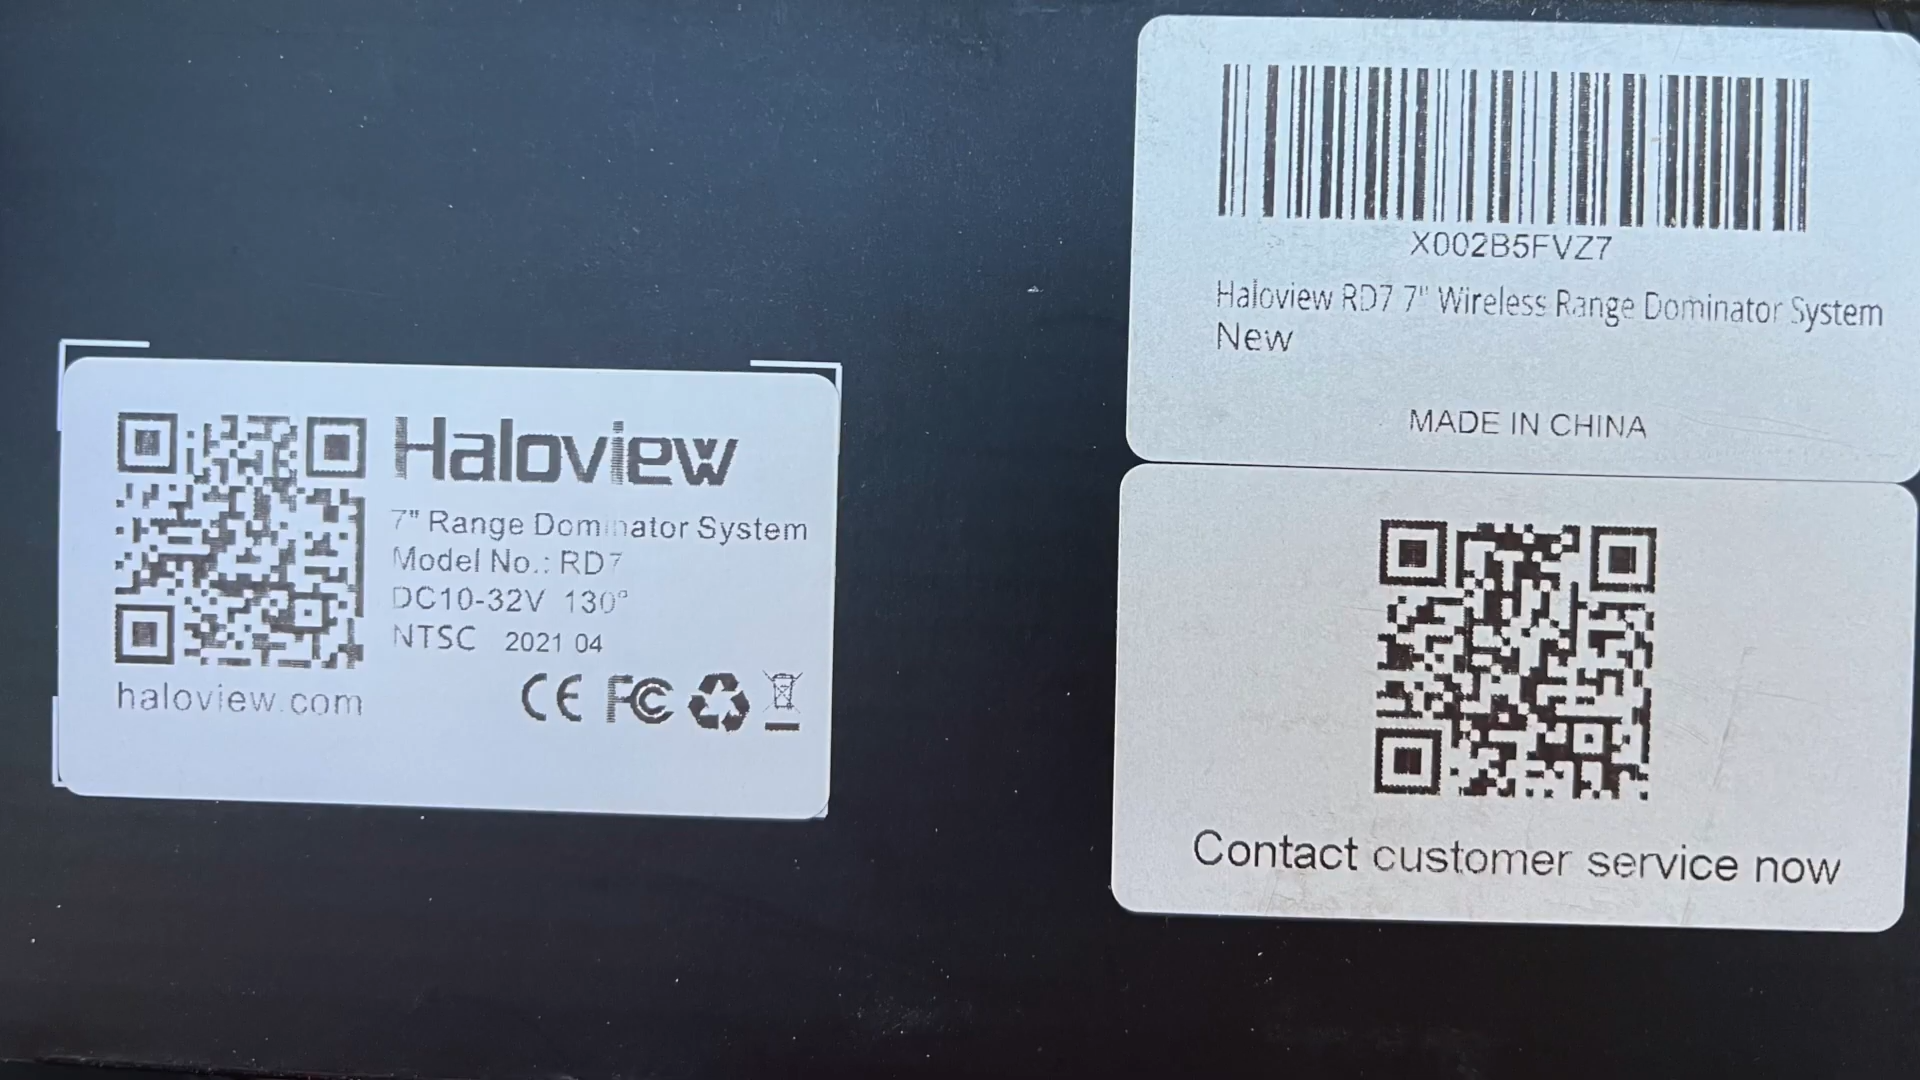 Haloview
7" Range Dominator System
Model No.: RD7
DC10-32V 130°
NTSC 2021 04
haloview.com
CE FC
X002B5FVZ7
Haloview RD7 7" Wireless Range Dominator System
New
MADE IN CHINA
Contact customer service now